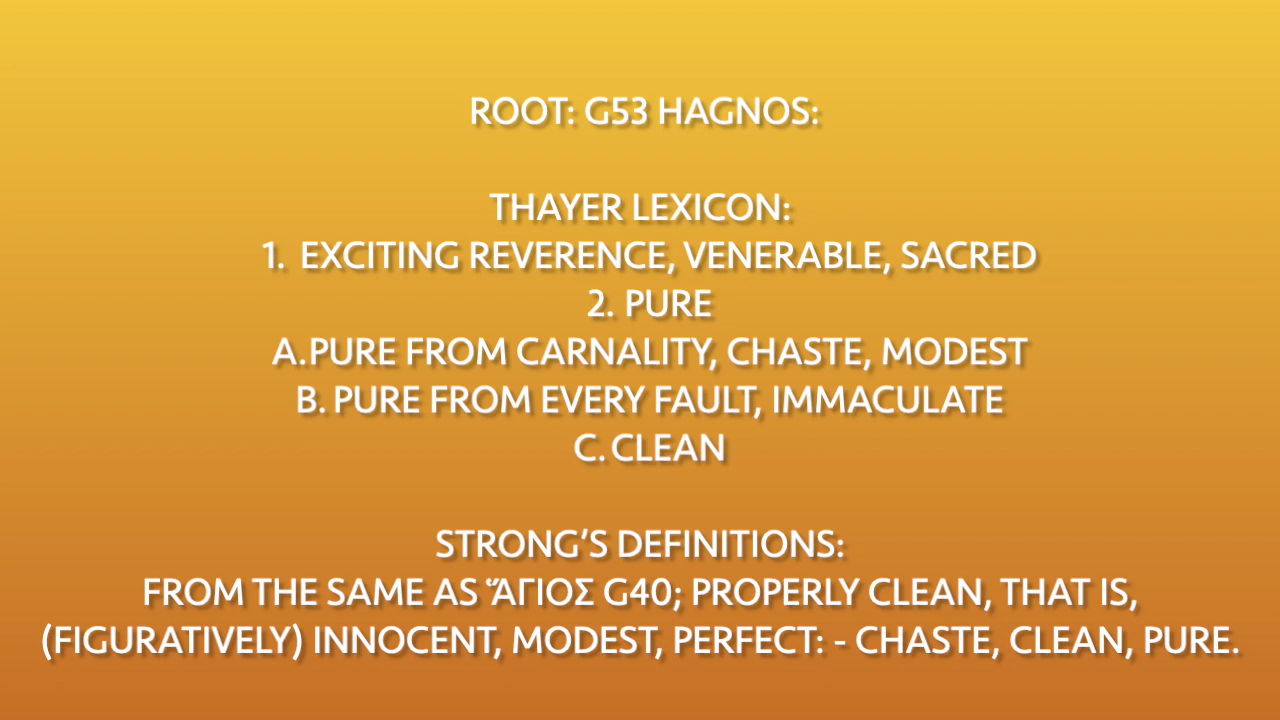 ROOT: G53 HAGNOS:
THAYER LEXICON:
1. EXCITING REVERENCE, VENERABLE, SACRED
2. PURE
A.PURE FROM CARNALITY, CHASTE, MODEST
B. PURE FROM EVERY FAULT, IMMACULATE
C. CLEAN
STRONG’S DEFINITIONS:
FROM THE SAME AS ἍΓΙΟΣ G40; PROPERLY CLEAN, THAT IS,
(FIGURATIVELY) INNOCENT, MODEST, PERFECT: - CHASTE, CLEAN, PURE.